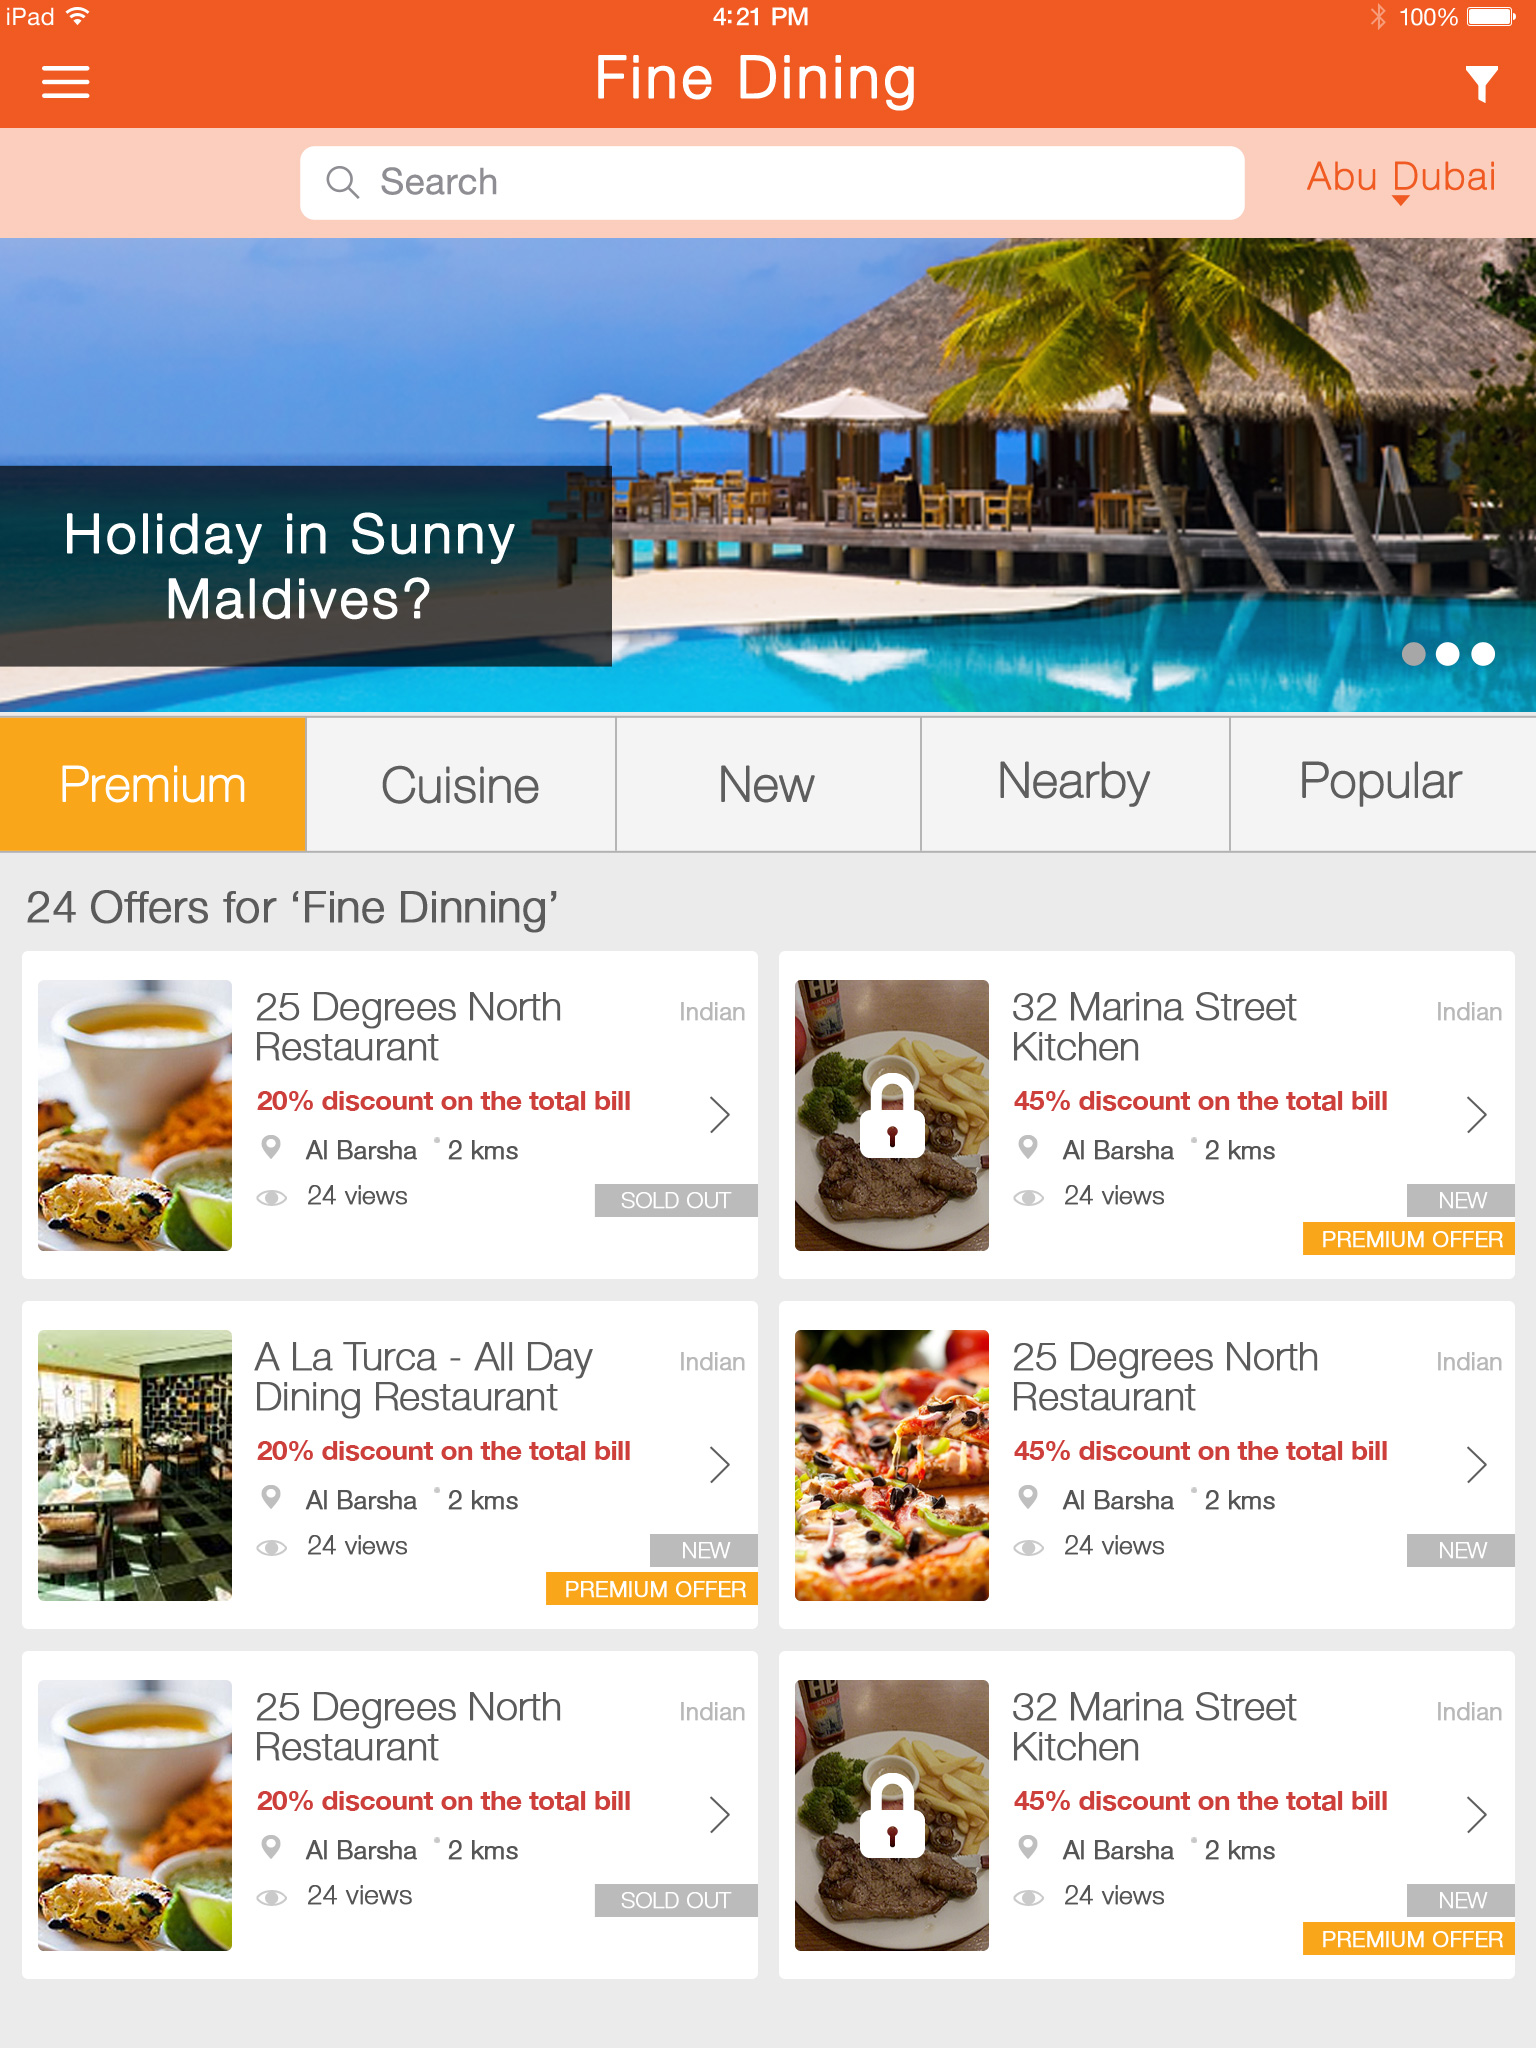 iPad
4:21 PM
100%
Fine Dining
Search
Abu Dubai
Holiday in Sunny
Maldives?
Premium
Cuisine
New
Nearby
Popular
24 Offers for ‘Fine Dinning’
25 Degrees North
Restaurant
Indian
20% discount on the total bill
Al Barsha
2 kms
24 views
SOLD OUT
HP
SAUCE
32 Marina Street
Kitchen
Indian
45% discount on the total bill
Al Barsha
2 kms
24 views
NEW
PREMIUM OFFER
A La Turca - All Day
Dining Restaurant
Indian
20% discount on the total bill
Al Barsha
2 kms
24 views
NEW
PREMIUM OFFER
25 Degrees North
Restaurant
Indian
45% discount on the total bill
Al Barsha
2 kms
24 views
NEW
25 Degrees North
Restaurant
Indian
20% discount on the total bill
Al Barsha
2 kms
24 views
SOLD OUT
HP
SAUCE
32 Marina Street
Kitchen
Indian
45% discount on the total bill
Al Barsha
2 kms
24 views
NEW
PREMIUM OFFER